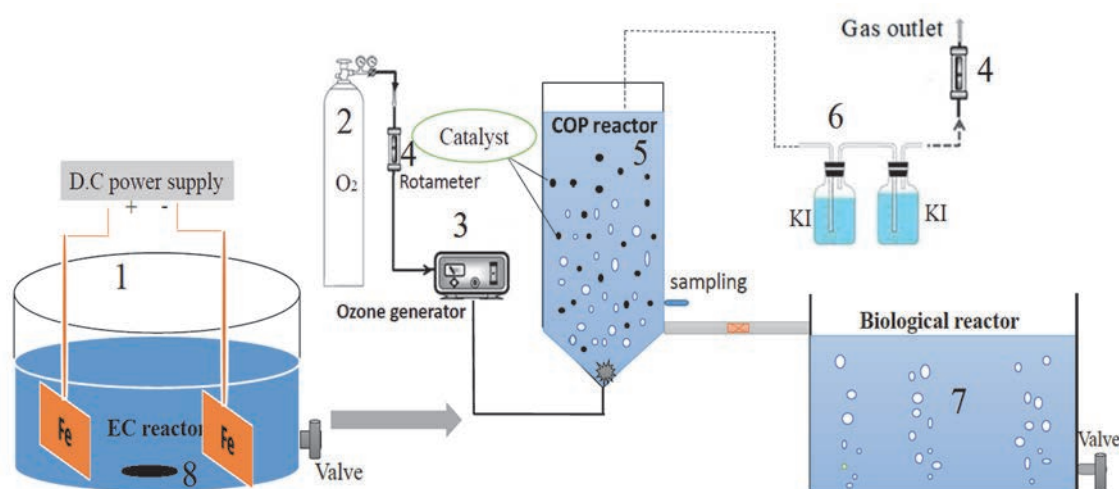 Gas outlet
4
6
KI
KI
2
O₂
4
Rotameter
Catalyst
COP reactor
5
D.C power supply
+ -
1
3
Ozone generator
sampling
Biological reactor
7
Fe
EC reactor
Fe
8
Valve
Valve